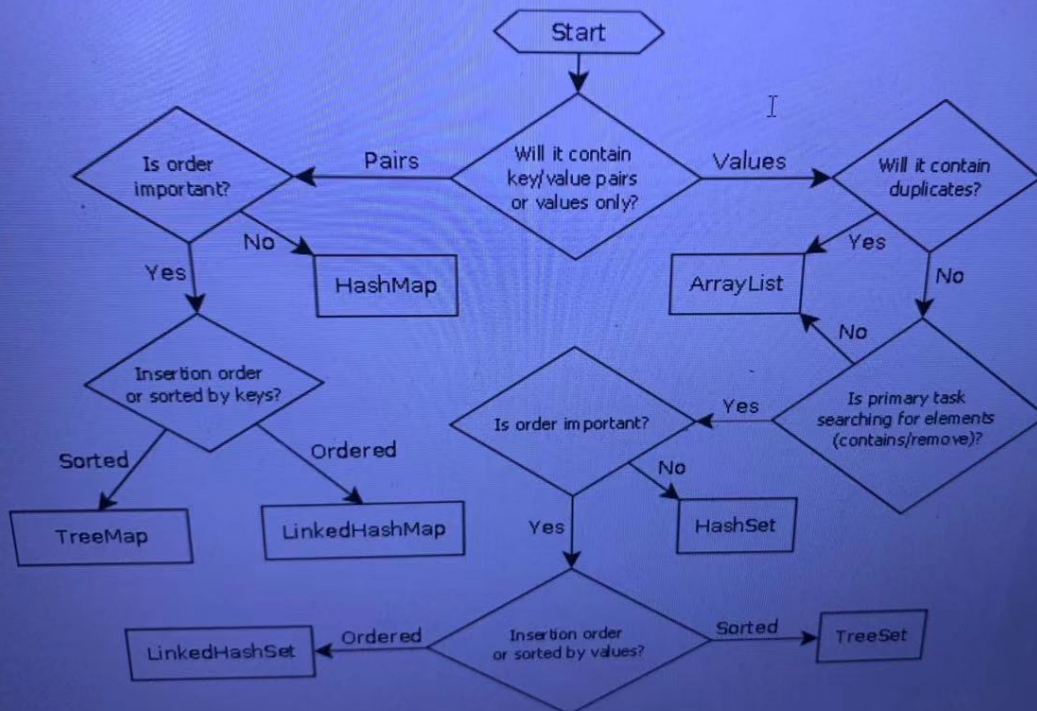 Start
Is order
important?
Pairs
Will it contain
key/value pairs
or values only?
Values
Will it contain
duplicates?
No
Yes
HashMap
Yes
ArrayList
No
No
Insertion order
or sorted by keys?
Is order important?
Yes
Is primary task
searching for elements
(contains/remove)?
Sorted
Ordered
No
Yes
TreeMap
LinkedHashMap
HashSet
LinkedHashSet
Ordered
Insertion order
or sorted by values?
Sorted
TreeSet